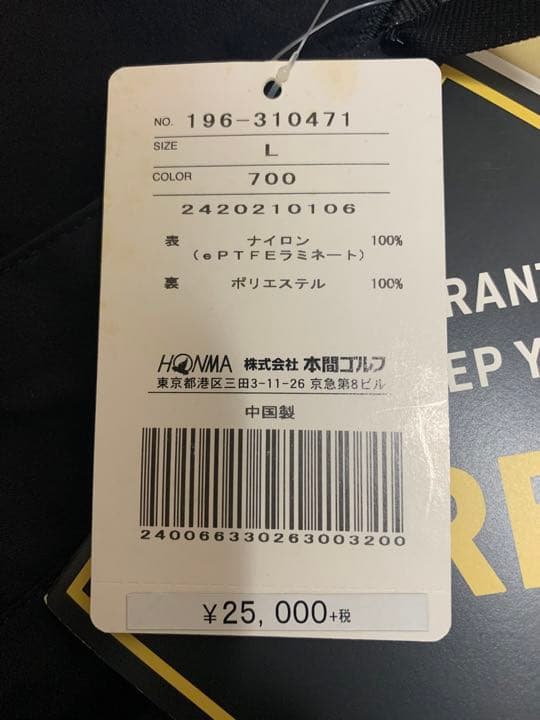 NO. 196-310471
SIZE L
COLOR 700
2420210106
表 ナイロン 100%
(ePTFEラミネート)
裏 ポリエステル 100%
HONMA 株式会社 本間ゴルフ
東京都港区三田3-11-26 京急第8ビル
中国製
240066330263003200
¥25,000+税
RANT
EP Y
RE